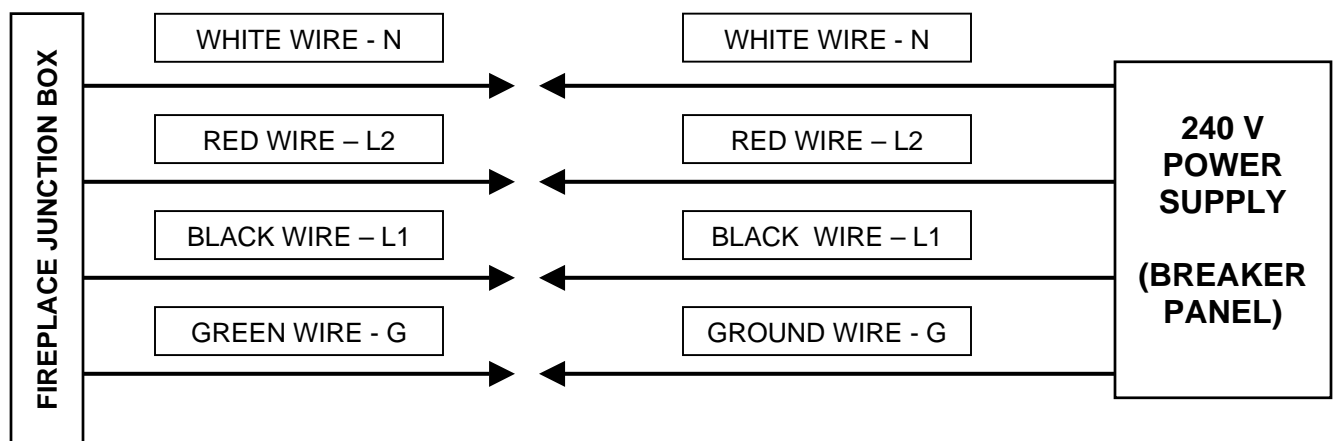 FIREPLACE JUNCTION BOX
WHITE WIRE - N
WHITE WIRE - N
RED WIRE – L2
RED WIRE – L2
BLACK WIRE – L1
BLACK WIRE – L1
GREEN WIRE - G
GROUND WIRE - G
240 V
POWER
SUPPLY
(BREAKER
PANEL)